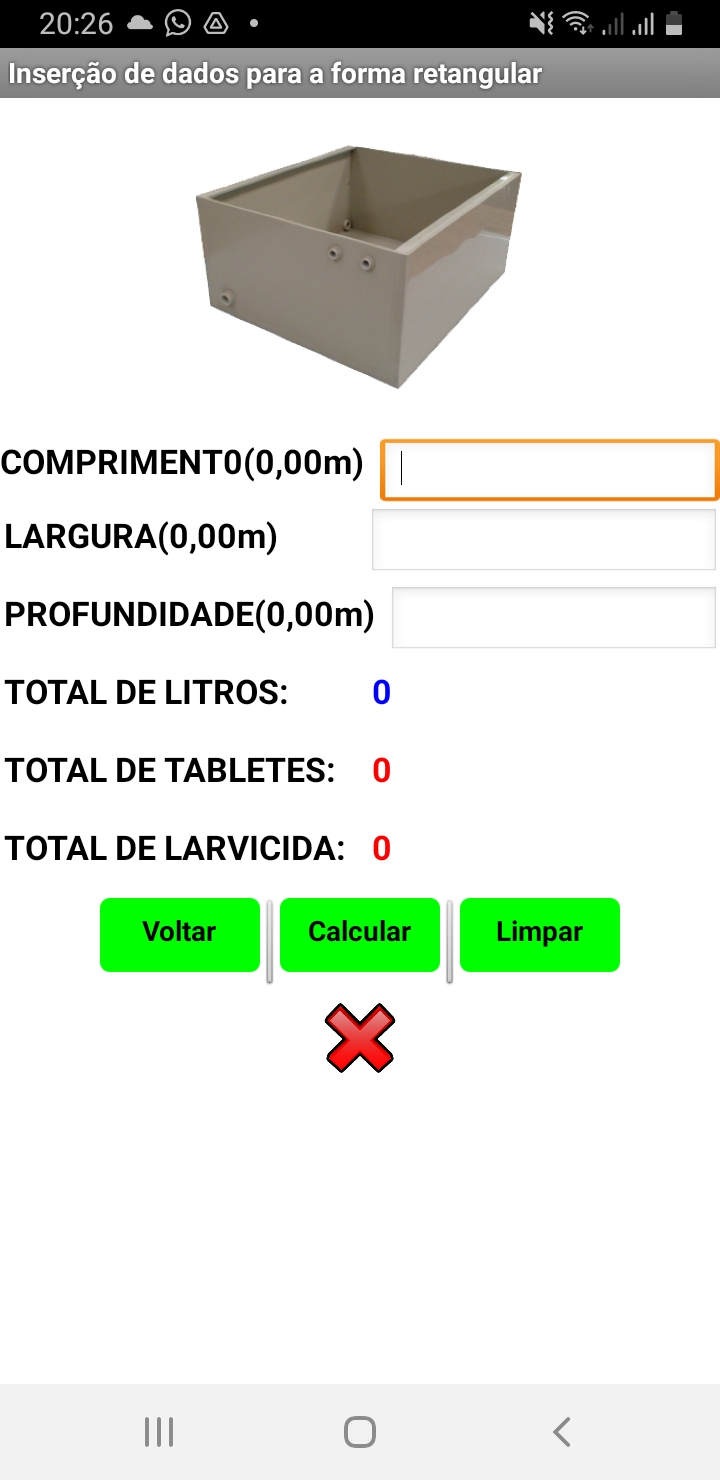 20:26
Inserção de dados para a forma retangular
COMPRIMENT0(0,00m)
LARGURA(0,00m)
PROFUNDIDADE(0,00m)
TOTAL DE LITROS: 0
TOTAL DE TABLETES: 0
TOTAL DE LARVICIDA: 0
Voltar Calcular Limpar